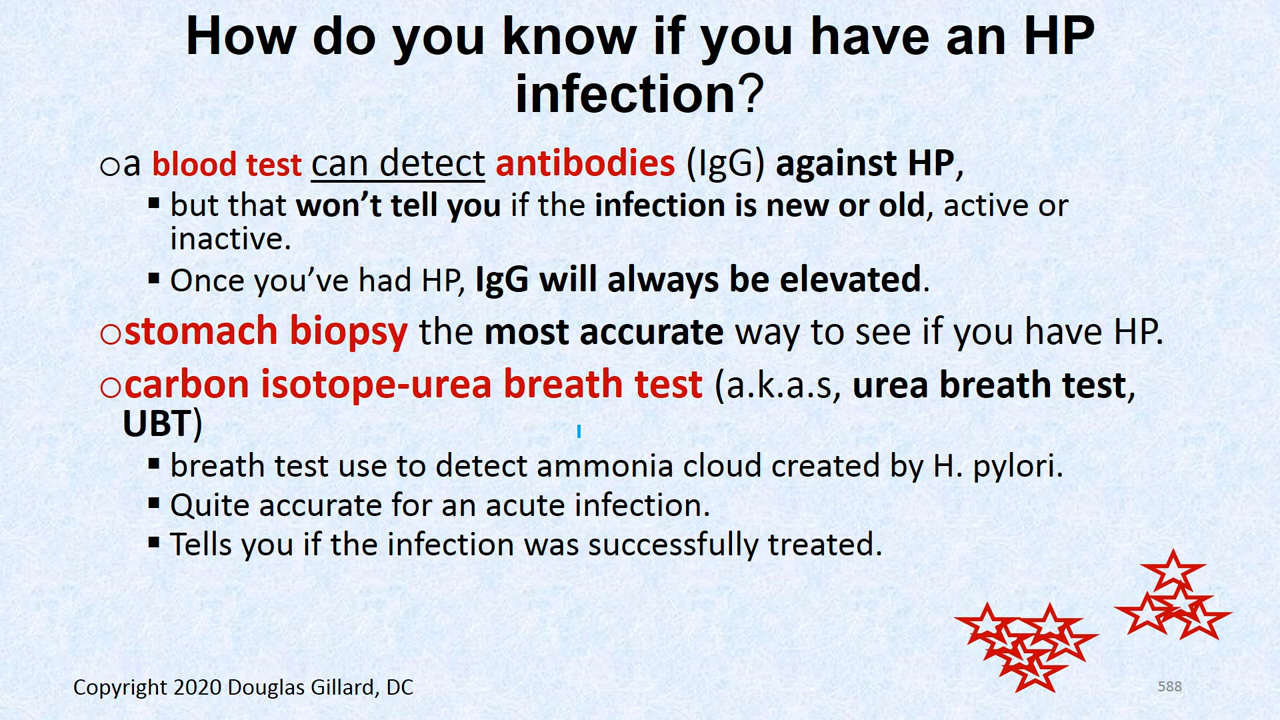 How do you know if you have an HP
infection?
○a blood test can detect antibodies (IgG) against HP,
▪ but that won’t tell you if the infection is new or old, active or
inactive.
▪ Once you’ve had HP, IgG will always be elevated.
○stomach biopsy the most accurate way to see if you have HP.
○carbon isotope-urea breath test (a.k.a.s, urea breath test,
UBT)
▪ breath test use to detect ammonia cloud created by H. pylori.
▪ Quite accurate for an acute infection.
▪ Tells you if the infection was successfully treated.
Copyright 2020 Douglas Gillard, DC
588